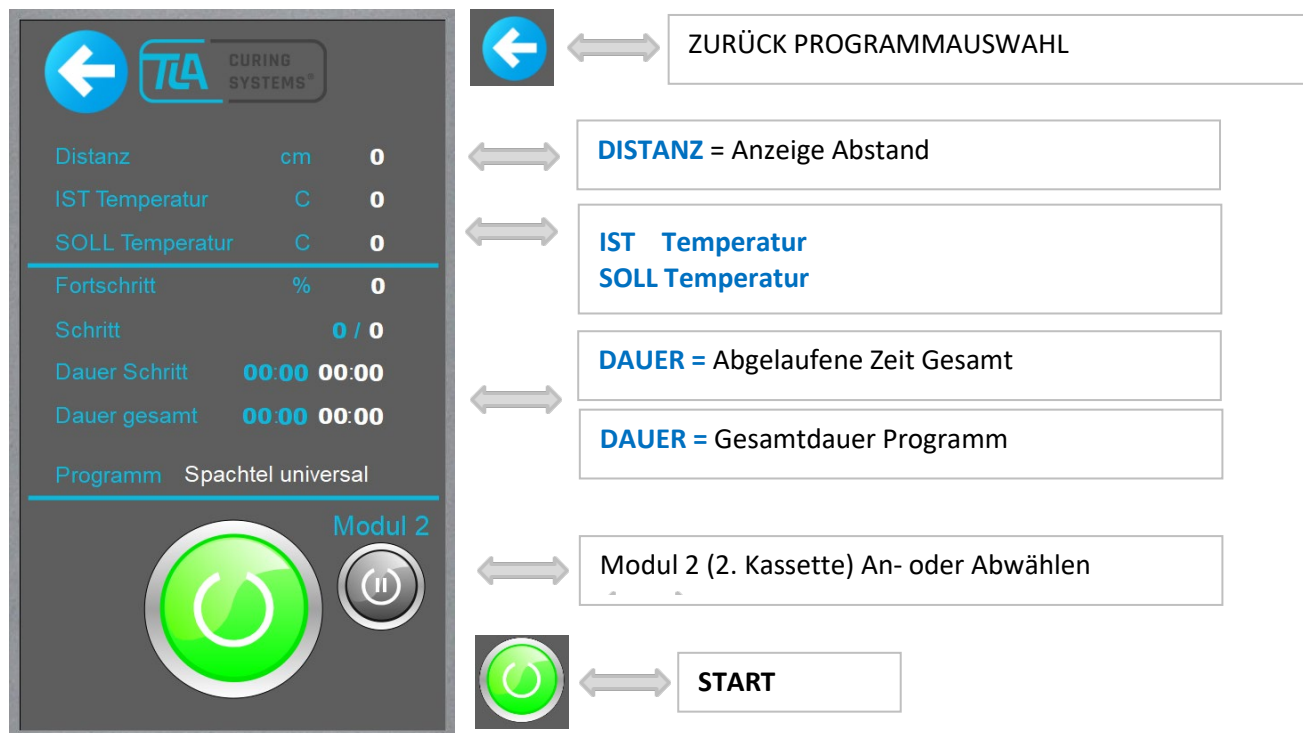 TLA CURING
SYSTEMS®
Distanz cm 0
IST Temperatur C 0
SOLL Temperatur C 0
Fortschritt % 0
Schritt 0 / 0
Dauer Schritt 00:00 00:00
Dauer gesamt 00:00 00:00
Programm Spachtel universal
Modul 2
ZURÜCK PROGRAMMAUSWAHL
DISTANZ = Anzeige Abstand
IST Temperatur
SOLL Temperatur
DAUER = Abgelaufene Zeit Gesamt
DAUER = Gesamtdauer Programm
Modul 2 (2. Kassette) An- oder Abwählen
START